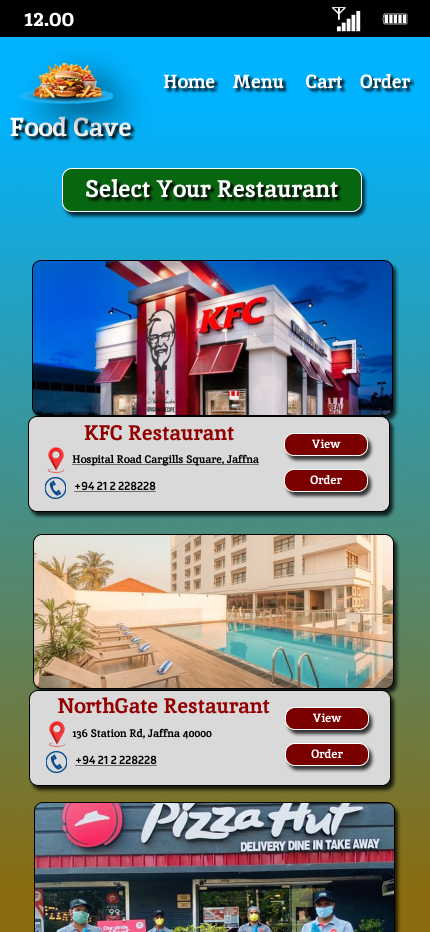 12.00
Home Menu Cart Order
Food Cave
Select Your Restaurant
KFC
KFC Restaurant
Hospital Road Cargills Square, Jaffna
+94 21 2 228228
View
Order
NorthGate Restaurant
136 Station Rd, Jaffna 40000
+94 21 2 228228
View
Order
Pizza Hut
DELIVERY DINE IN TAKE AWAY